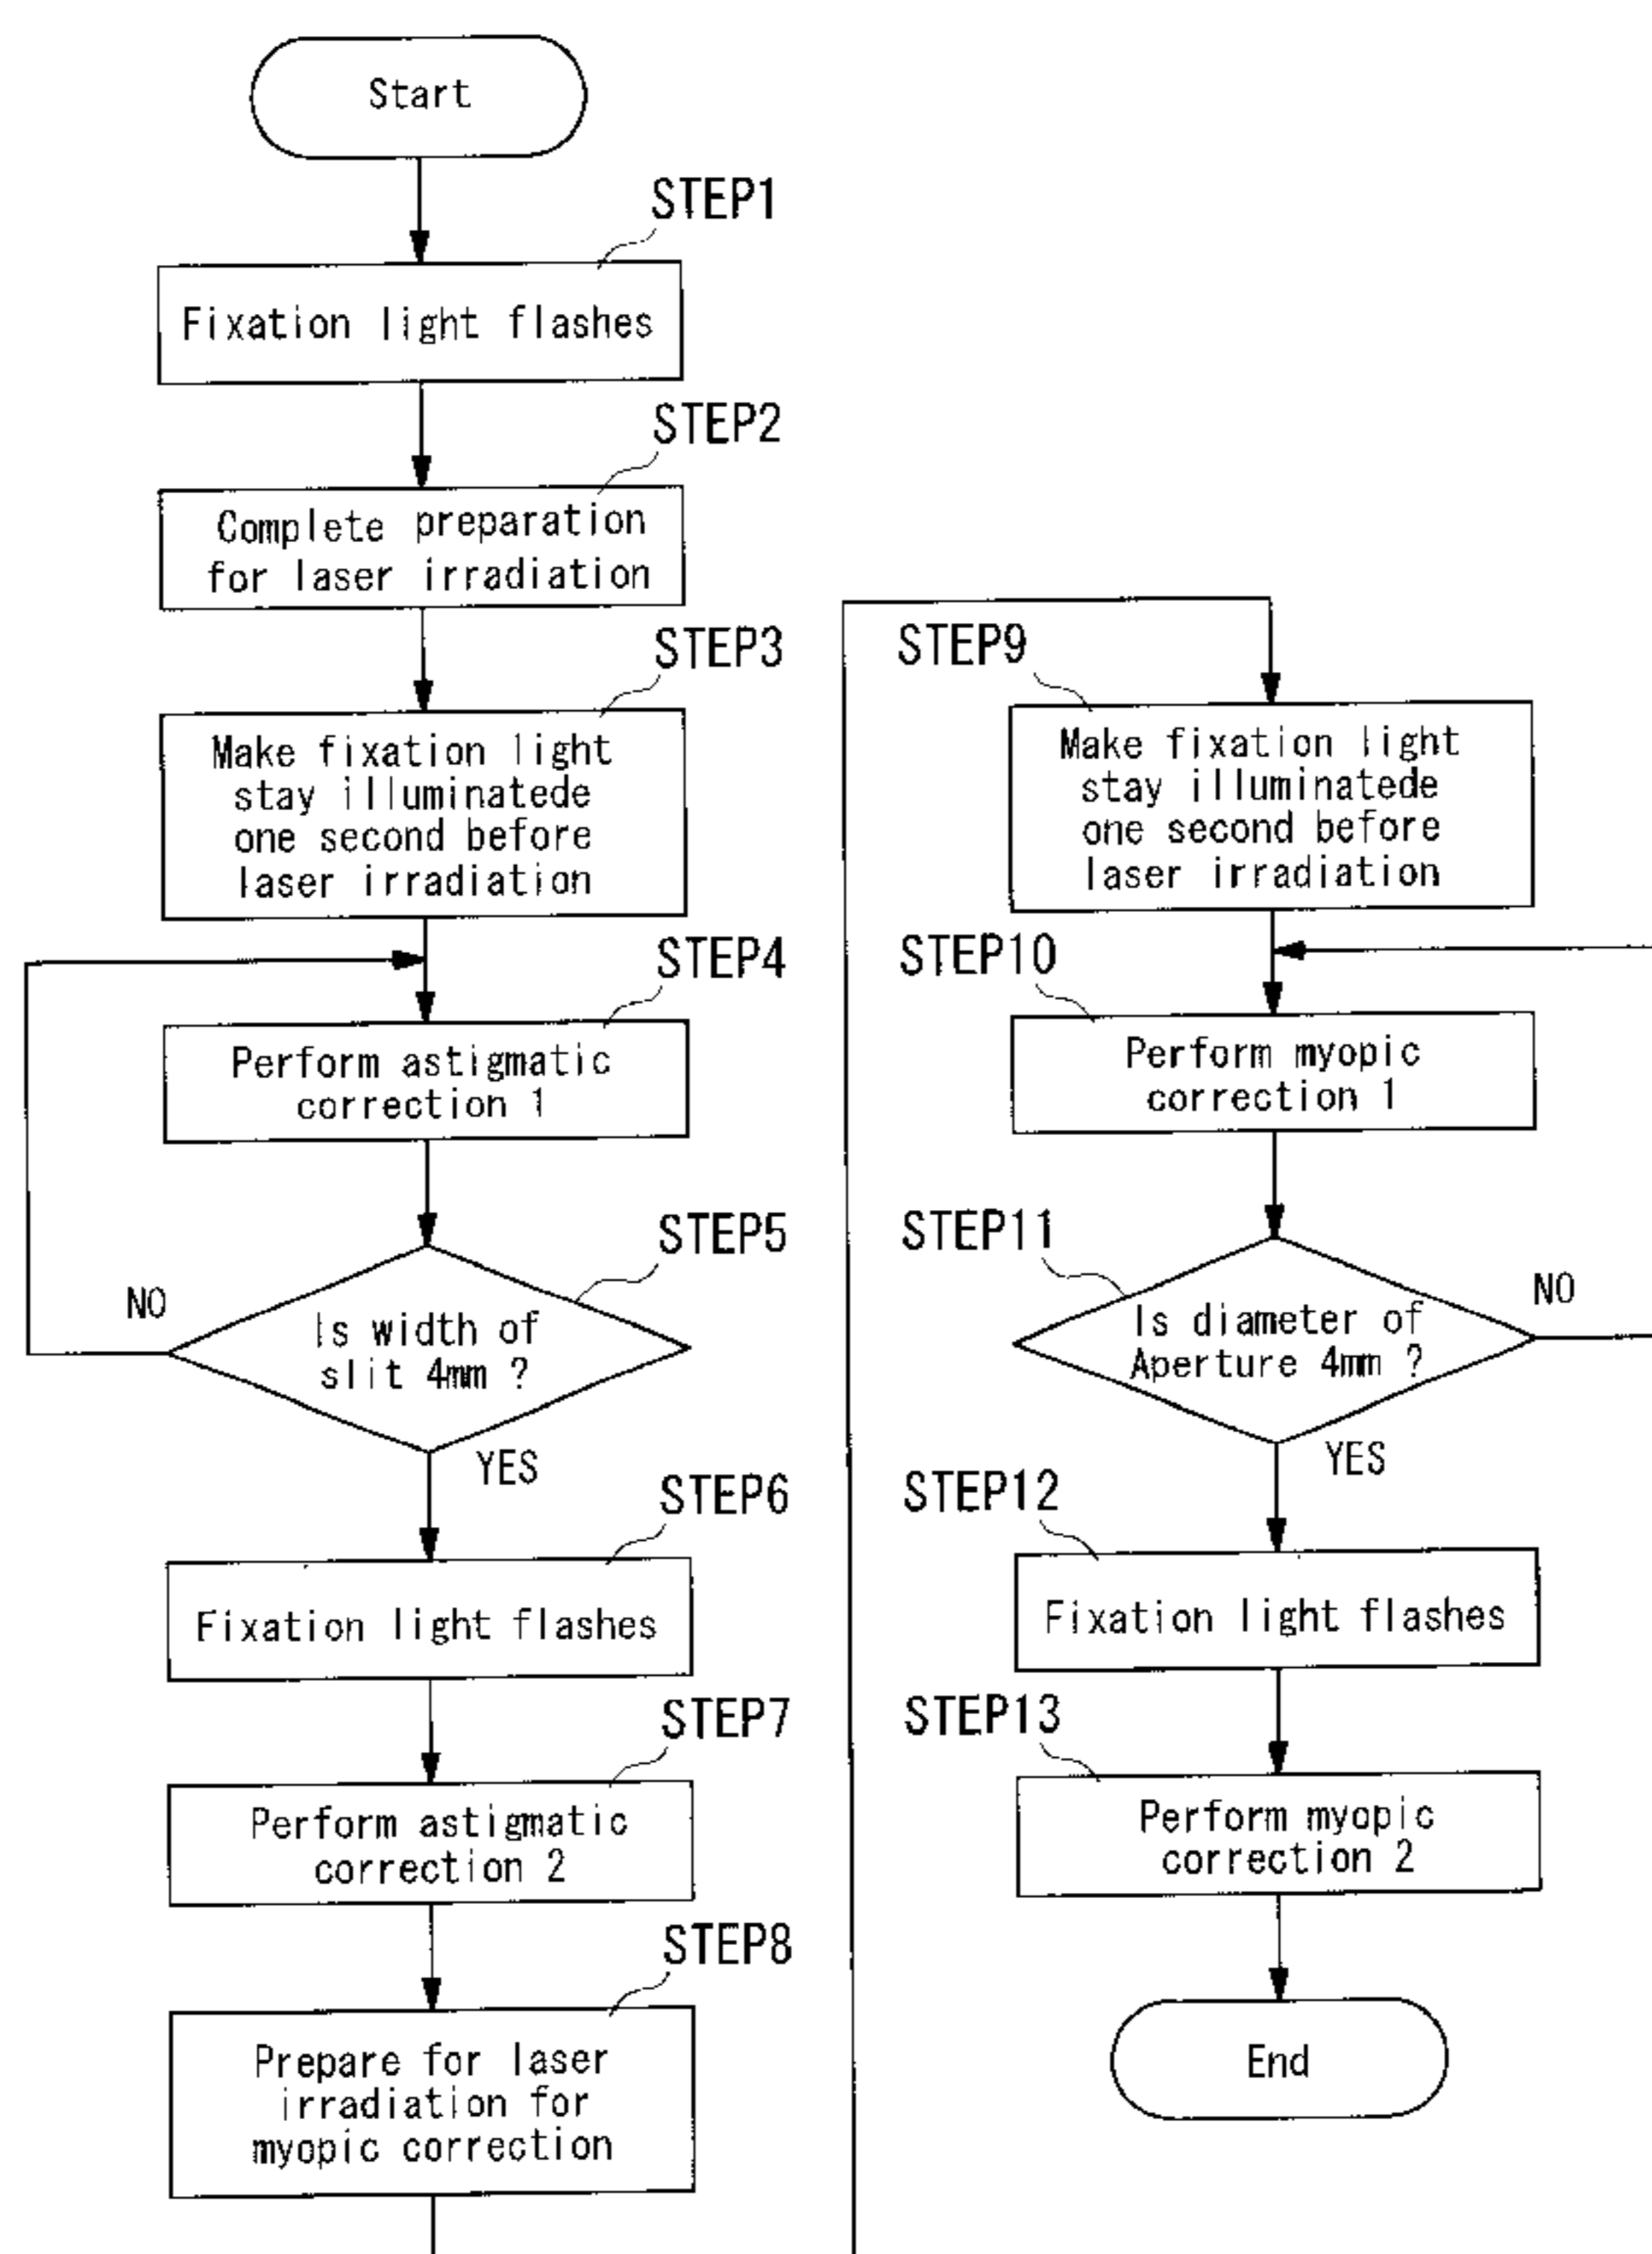 Start
STEP1
Fixation light flashes
STEP2
Complete preparation
for laser irradiation
STEP3
Make fixation light
stay illuminatede
one second before
laser irradiation
STEP4
Perform astigmatic
correction 1
STEP5
NO
Is width of
slit 4mm ?
YES
STEP6
Fixation light flashes
STEP7
Perform astigmatic
correction 2
STEP8
Prepare for laser
irradiation for
myopic correction
STEP9
Make fixation light
stay illuminatede
one second before
laser irradiation
STEP10
Perform myopic
correction 1
STEP11
NO
Is diameter of
Aperture 4mm ?
YES
STEP12
Fixation light flashes
STEP13
Perform myopic
correction 2
End